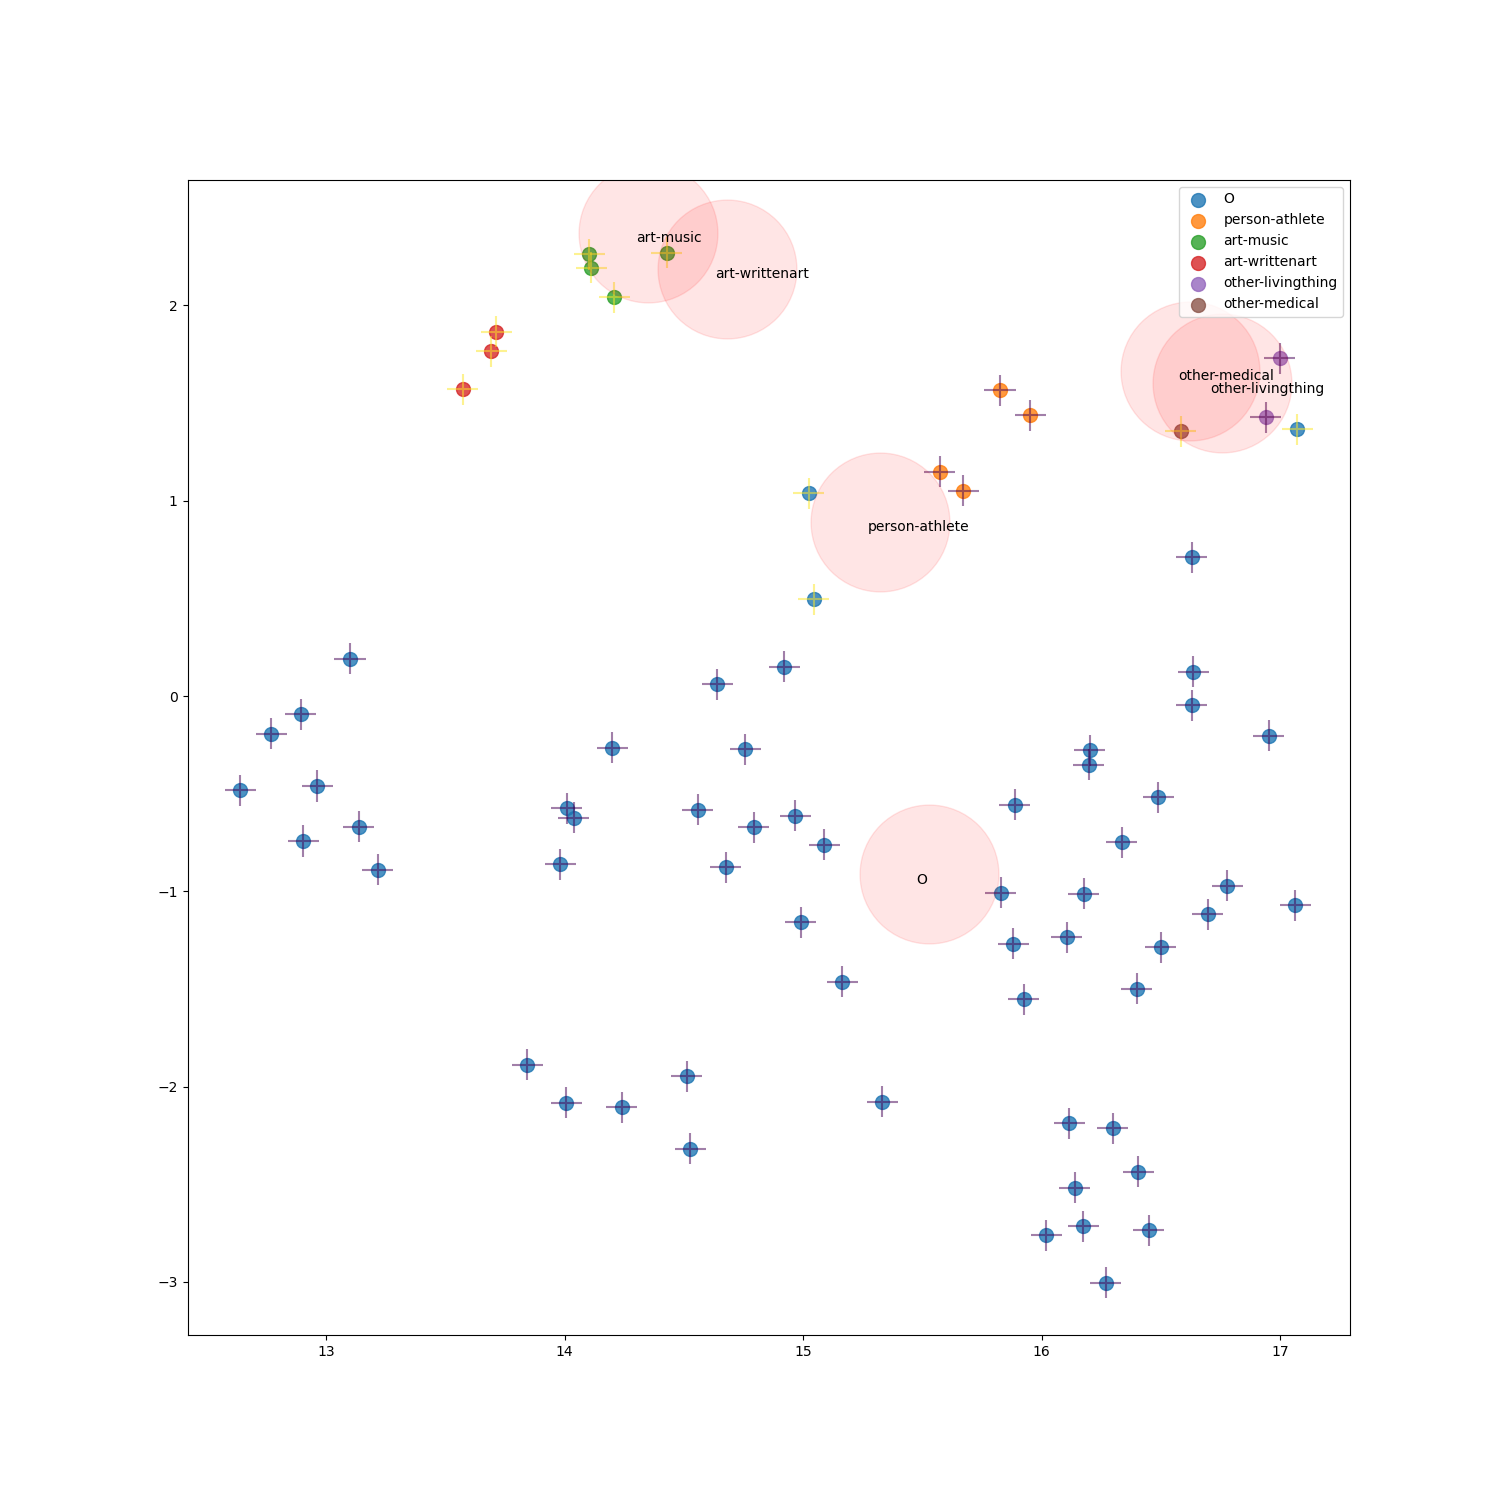 O
person-athlete
art-music
art-writtenart
other-livingthing
other-medical
art-music
art-writtenart
other-medical
other-livingthing
person-athlete
O
2
1
0
−1
−2
−3
13 14 15 16 17